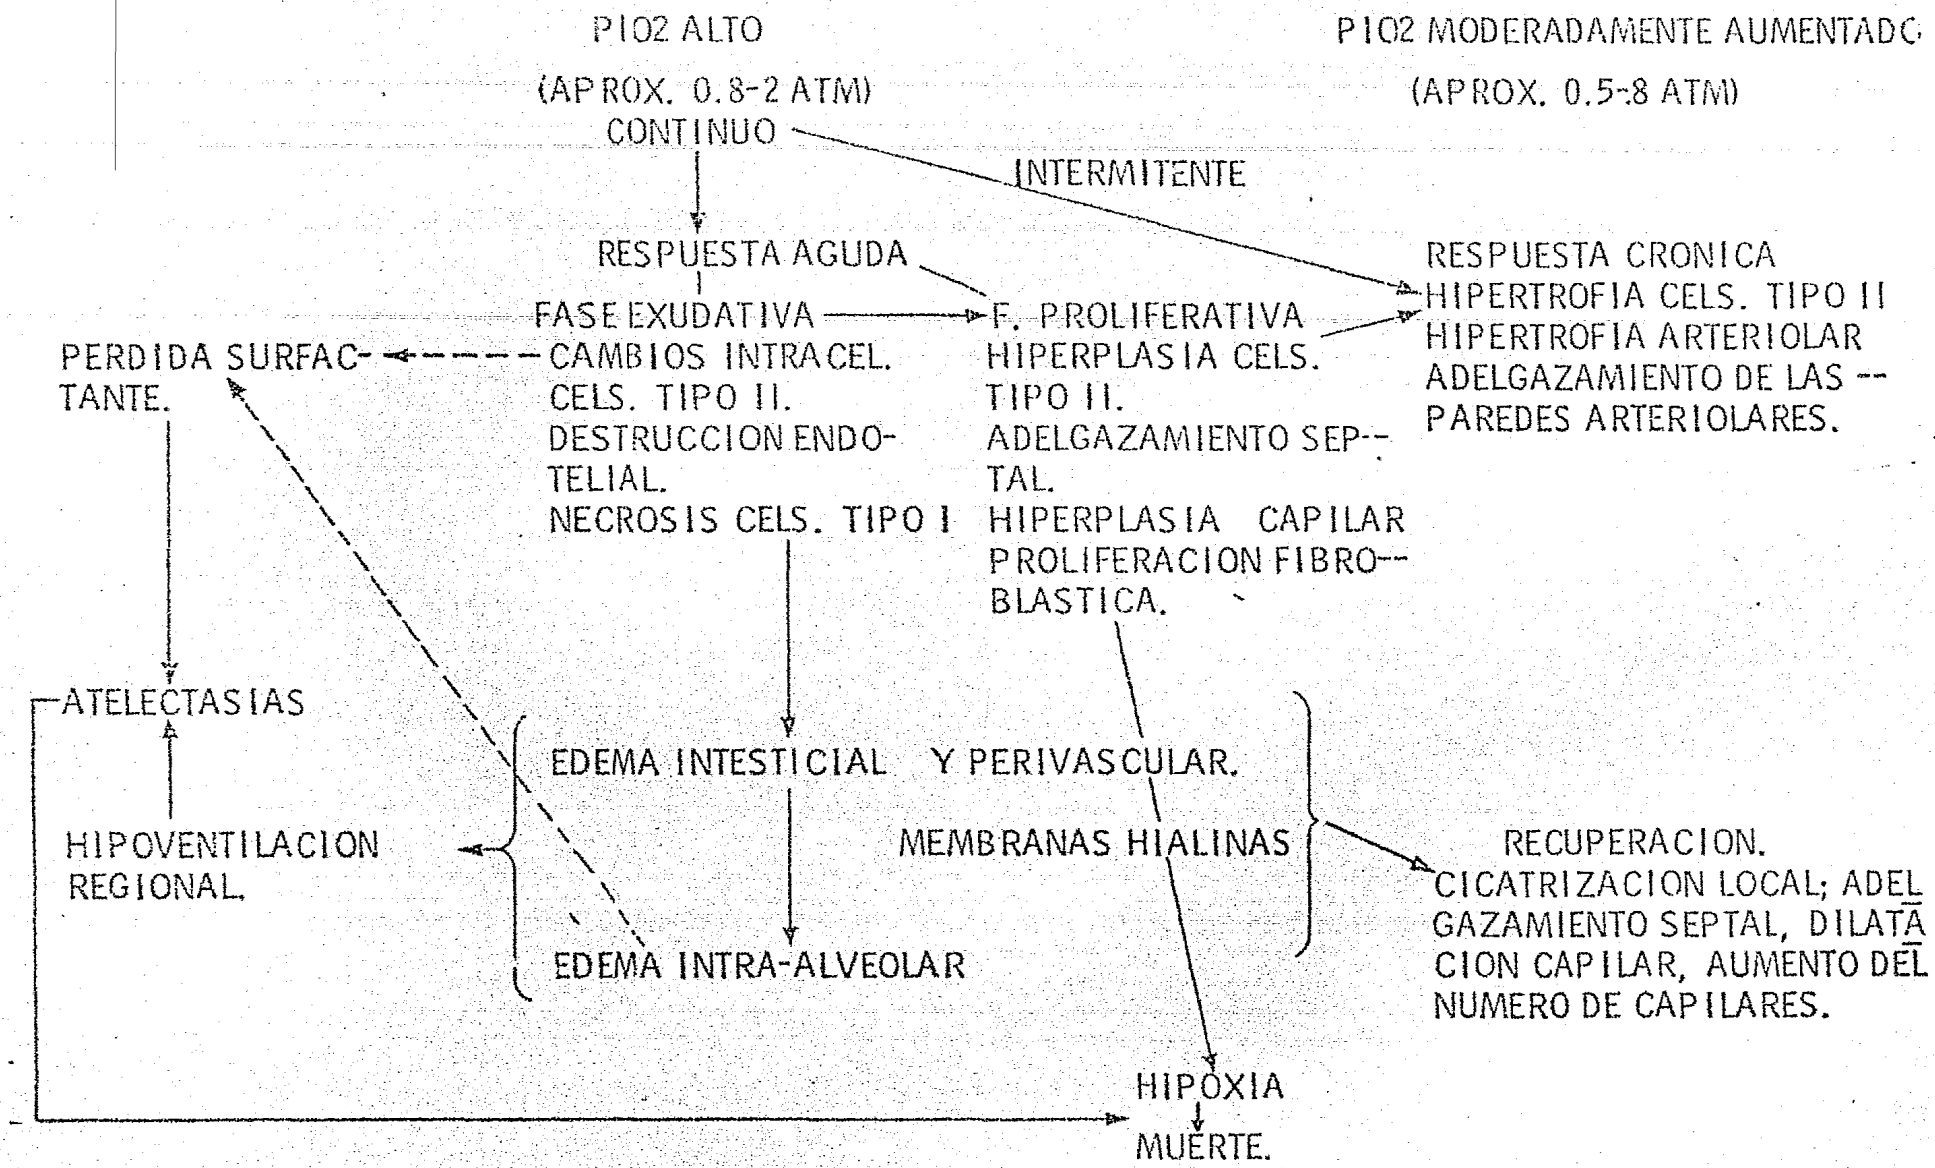 PIO2 ALTO
(APROX. 0.8-2 ATM)
CONTINUO
PIO2 MODERADAMENTE AUMENTADO
(APROX. 0.5-.8 ATM)
INTERMITENTE
RESPUESTA AGUDA
FASE EXUDATIVA
CAMBIOS INTRACEL.
CELS. TIPO II.
DESTRUCCION ENDO-
TELIAL.
NECROSIS CELS. TIPO I
F. PROLIFERATIVA
HIPERPLASIA CELS.
TIPO II.
ADELGAZAMIENTO SEP--
TAL.
HIPERPLASIA CAPILAR
PROLIFERACION FIBRO--
BLASTICA.
RESPUESTA CRONICA
HIPERTROFIA CELS. TIPO II
HIPERTROFIA ARTERIOLAR
ADELGAZAMIENTO DE LAS --
PAREDES ARTERIOLARES.
PERDIDA SURFAC-
TANTE.
ATELECTASIAS
HIPOVENTILACION
REGIONAL.
EDEMA INTESTICIAL Y PERIVASCULAR.
MEMBRANAS HIALINAS
EDEMA INTRA-ALVEOLAR
RECUPERACION.
CICATRIZACION LOCAL; ADEL
GAZAMIENTO SEPTAL, DILATA
CION CAPILAR, AUMENTO DEL
NUMERO DE CAPILARES.
HIPOXIA
MUERTE.